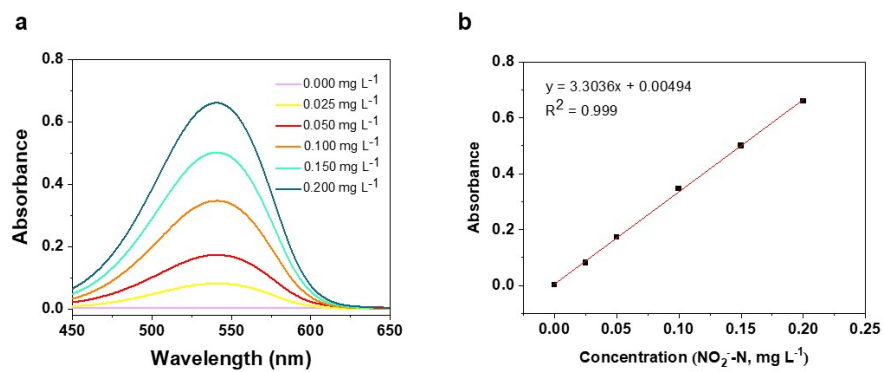 a
Absorbance
0.8
0.6
0.4
0.2
0.0
450
500
550
600
650
Wavelength (nm)
0.000 mg L⁻¹
0.025 mg L⁻¹
0.050 mg L⁻¹
0.100 mg L⁻¹
0.150 mg L⁻¹
0.200 mg L⁻¹
b
Absorbance
0.8
0.6
0.4
0.2
0.0
0.00
0.05
0.10
0.15
0.20
0.25
Concentration (NO₂⁻-N, mg L⁻¹)
y = 3.3036x + 0.00494
R² = 0.999